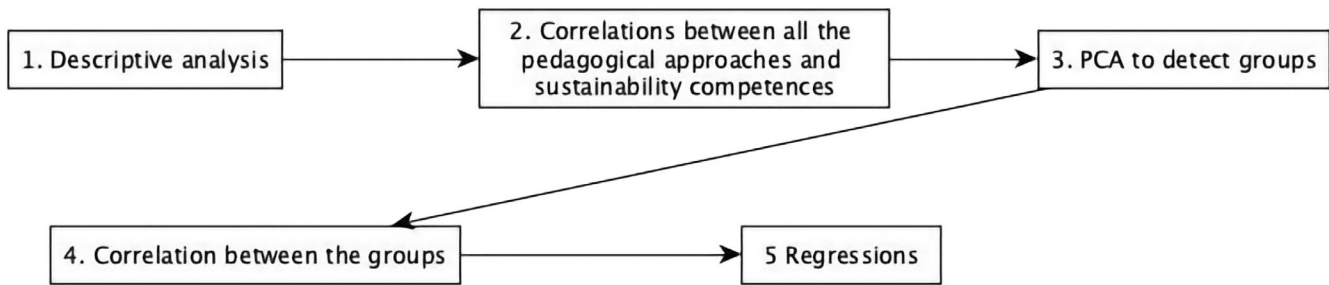 1. Descriptive analysis
2. Correlations between all the
pedagogical approaches and
sustainability competences
3. PCA to detect groups
4. Correlation between the groups
5 Regressions